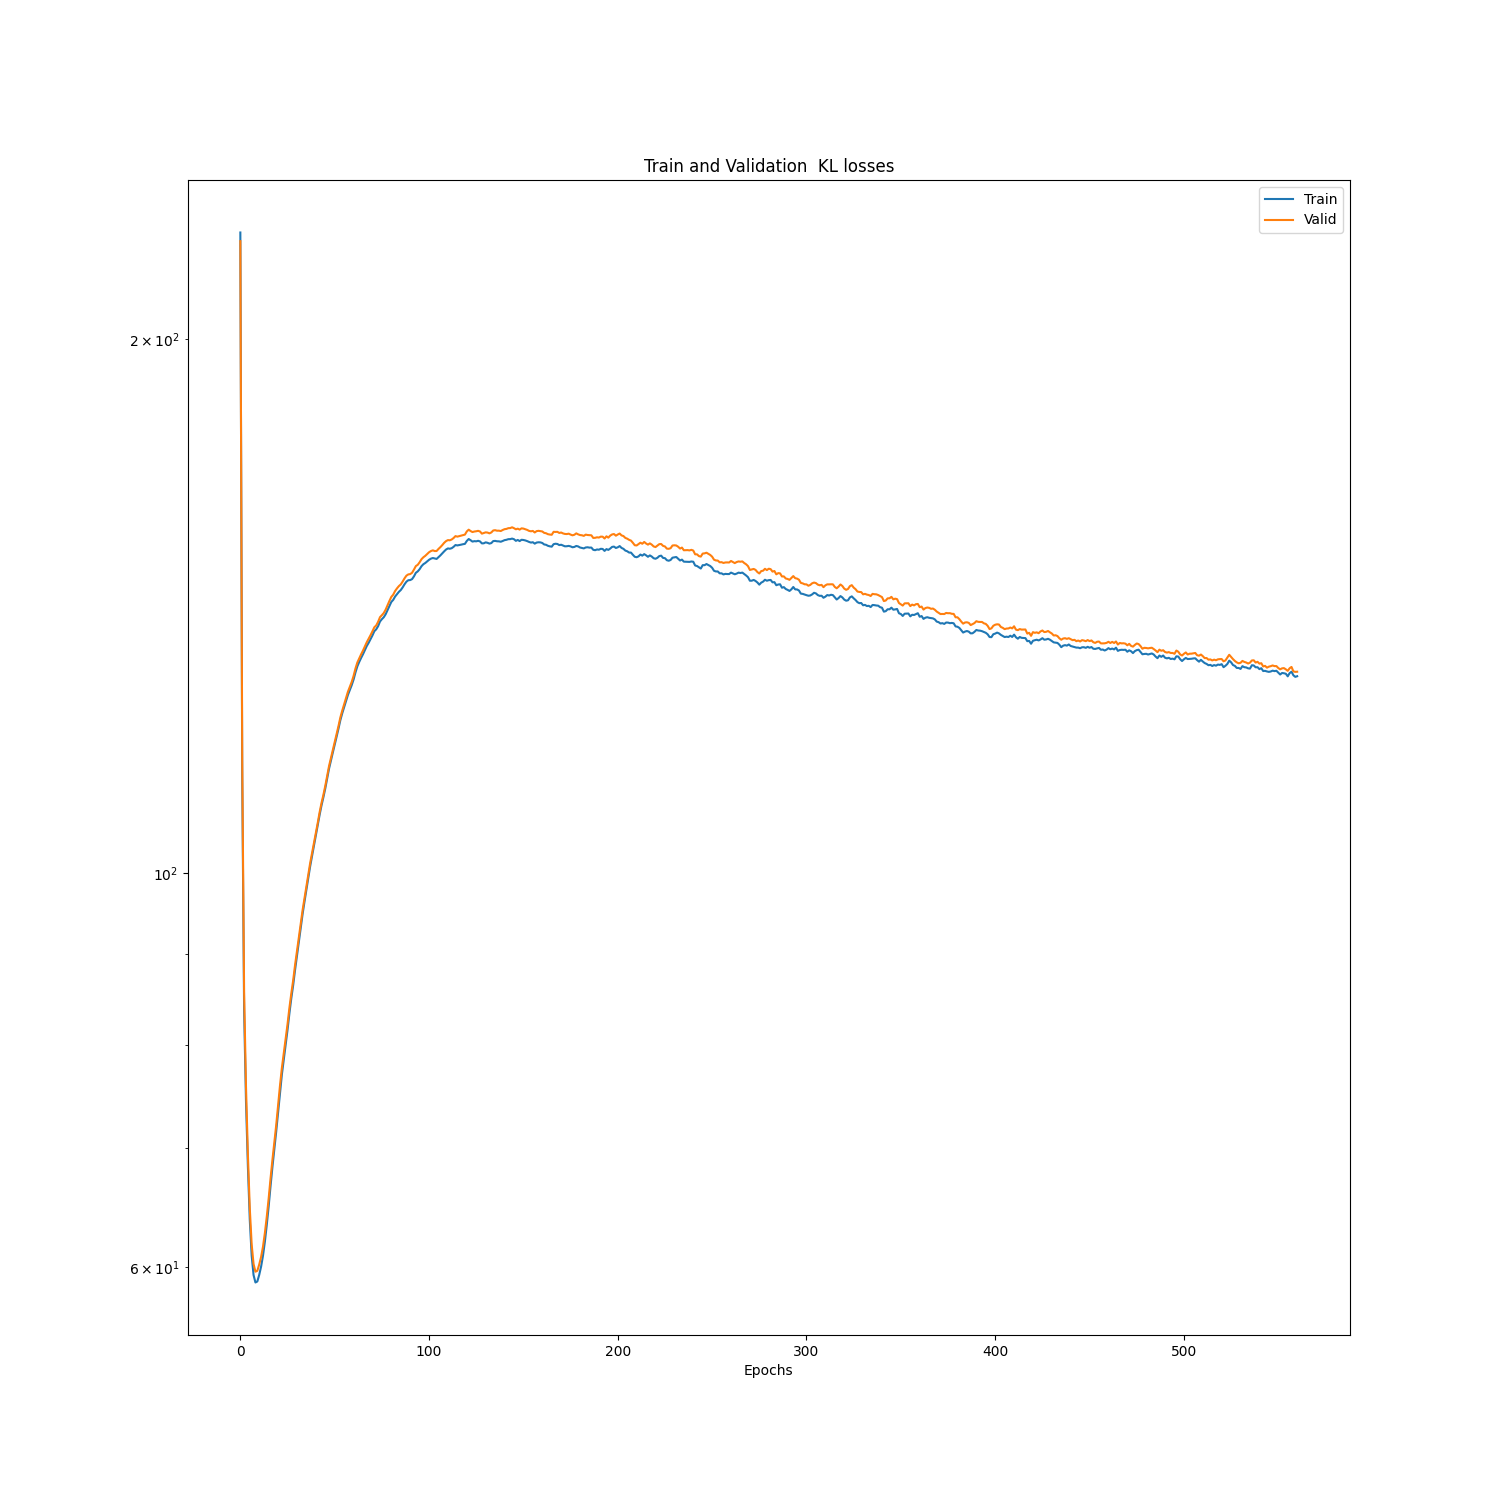 Train and Validation  KL losses
Train
Valid
2 × 10²
10²
6 × 10¹
0 100 200 300 400 500
Epochs